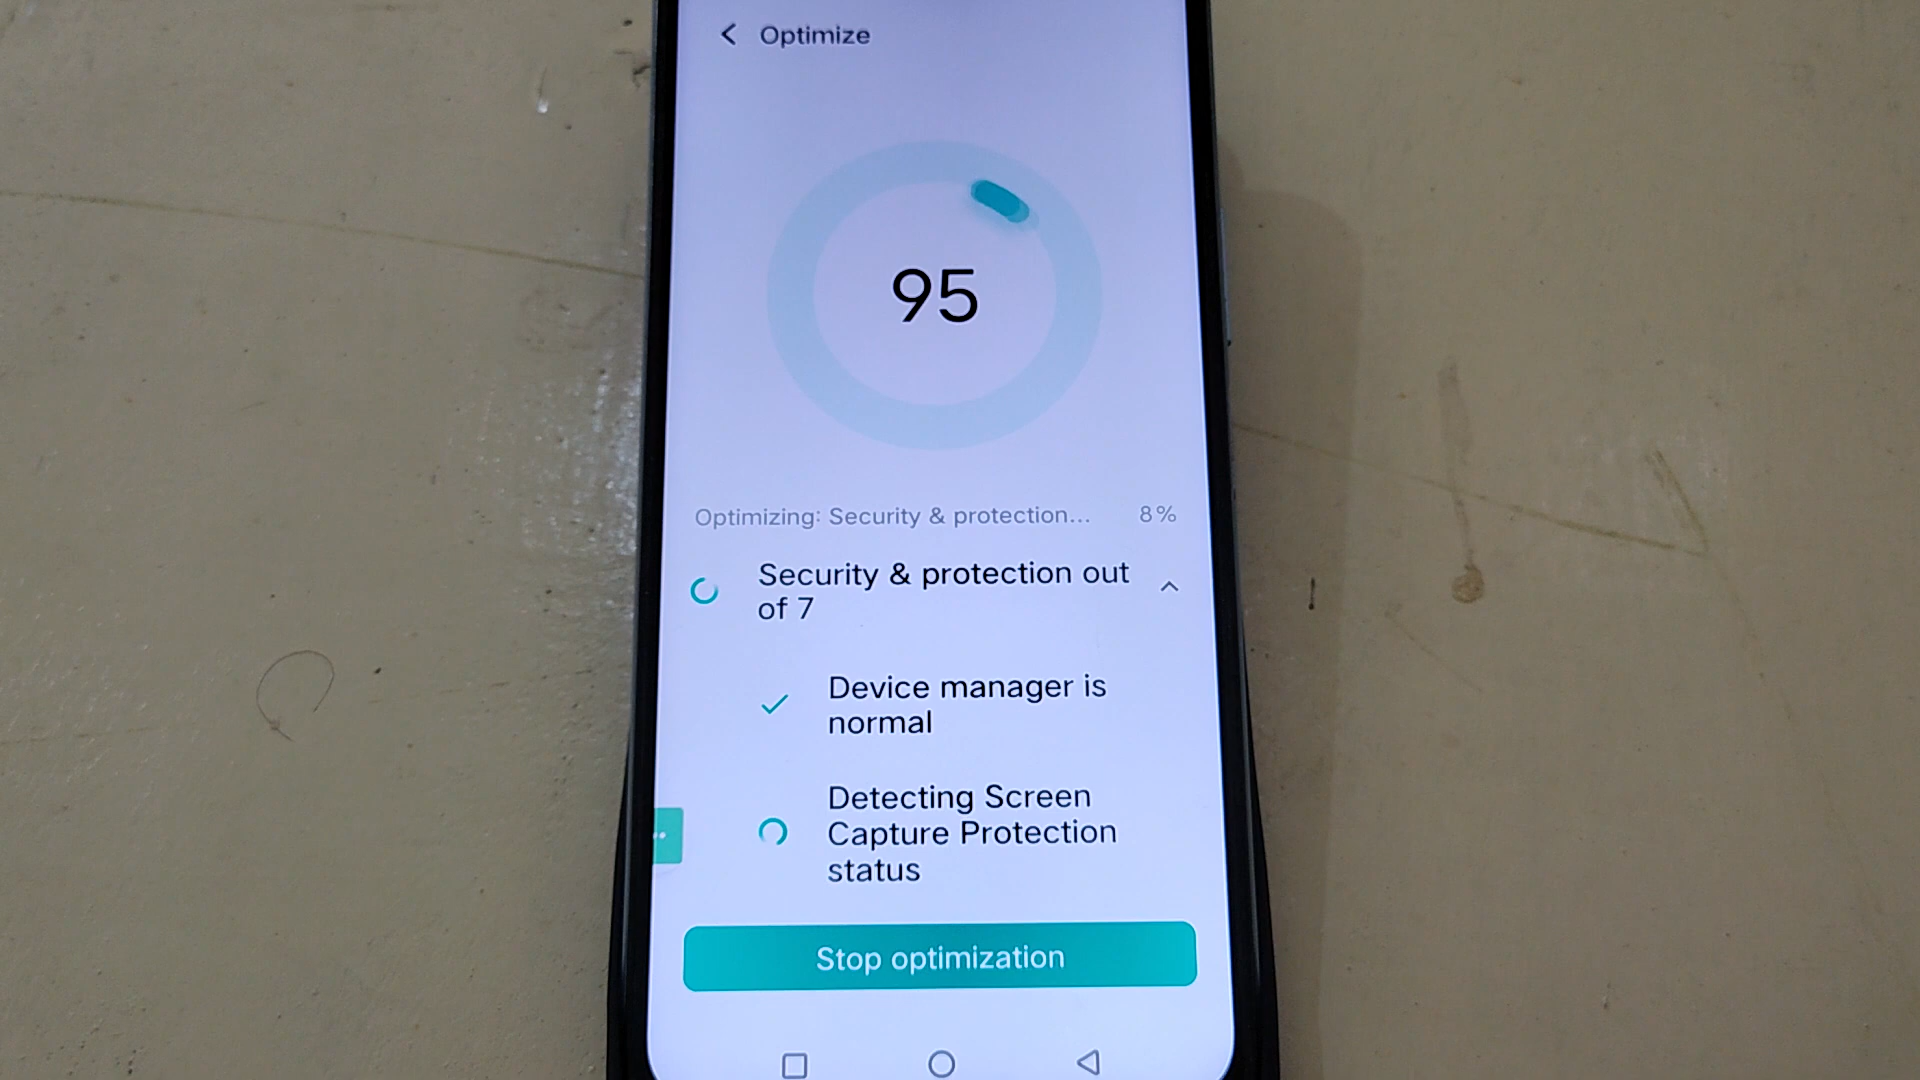 Optimize
95
Optimizing: Security & protection... 8%
Security & protection out
of 7
Device manager is
normal
Detecting Screen
Capture Protection
status
Stop optimization